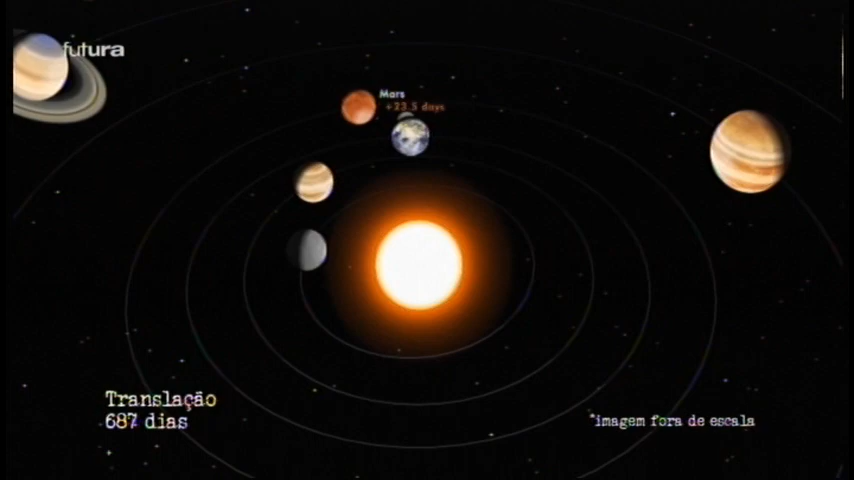 futura
Mars
+23,5 days
Translação
687 dias
*imagem fora de escala